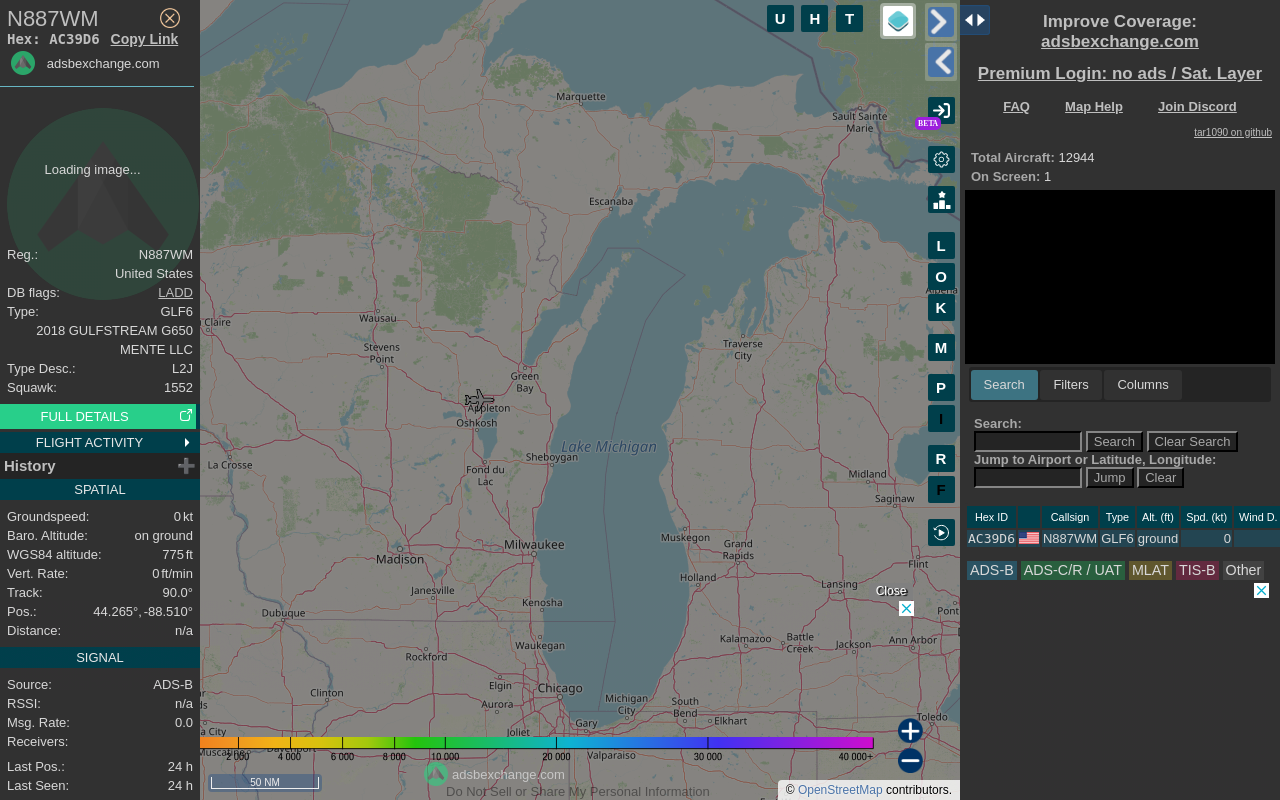 N887WM
Hex: AC39D6 Copy Link
adsbexchange.com
Loading image...
Reg.: N887WM
United States
DB flags: LADD
Type: GLF6
2018 GULFSTREAM G650
MENTE LLC
Type Desc.: L2J
Squawk: 1552
FULL DETAILS
FLIGHT ACTIVITY
History
SPATIAL
Groundspeed: 0 kt
Baro. Altitude: on ground
WGS84 altitude: 775 ft
Vert. Rate: 0 ft/min
Track: 90.0°
Pos.: 44.265°, -88.510°
Distance: n/a
SIGNAL
Source: ADS-B
RSSI: n/a
Msg. Rate: 0.0
Receivers:
Last Pos.: 24 h
Last Seen: 24 h
U H T
Marquette
Sault Sainte
Marie
BETA
Escanaba
Claire
Wausau
Stevens
Point
Green
Bay
Traverse
City
Appleton
Oshkosh
Lake Michigan
La Crosse
Fond du
Lac
Sheboygan
Midland
Saginaw
Muskegon
Grand
Rapids
Flint
Madison
Milwaukee
Holland
Lansing
Janesville
Kenosha
Dubuque
Waukegan
Kalamazoo
Battle
Creek
Jackson
Ann Arbor
Pont
Rockford
Clinton
Elgin
Aurora
Chicago
Joliet
Gary
Michigan
City
South
Bend
Elkhart
Toledo
Valparaiso
L
O
K
M
P
I
R
F
Close
2 000 4 000 6 000 8 000 10 000 20 000 30 000 40 000+
50 NM
adsbexchange.com
Do Not Sell or Share My Personal Information
© OpenStreetMap contributors.
Improve Coverage:
adsbexchange.com
Premium Login: no ads / Sat. Layer
FAQ Map Help Join Discord
tar1090 on github
Total Aircraft: 12944
On Screen: 1
Search Filters Columns
Search:
Search Clear Search
Jump to Airport or Latitude, Longitude:
Jump Clear
Hex ID Callsign Type Alt. (ft) Spd. (kt) Wind D.
AC39D6 N887WM GLF6 ground 0
ADS-B ADS-C/R / UAT MLAT TIS-B Other